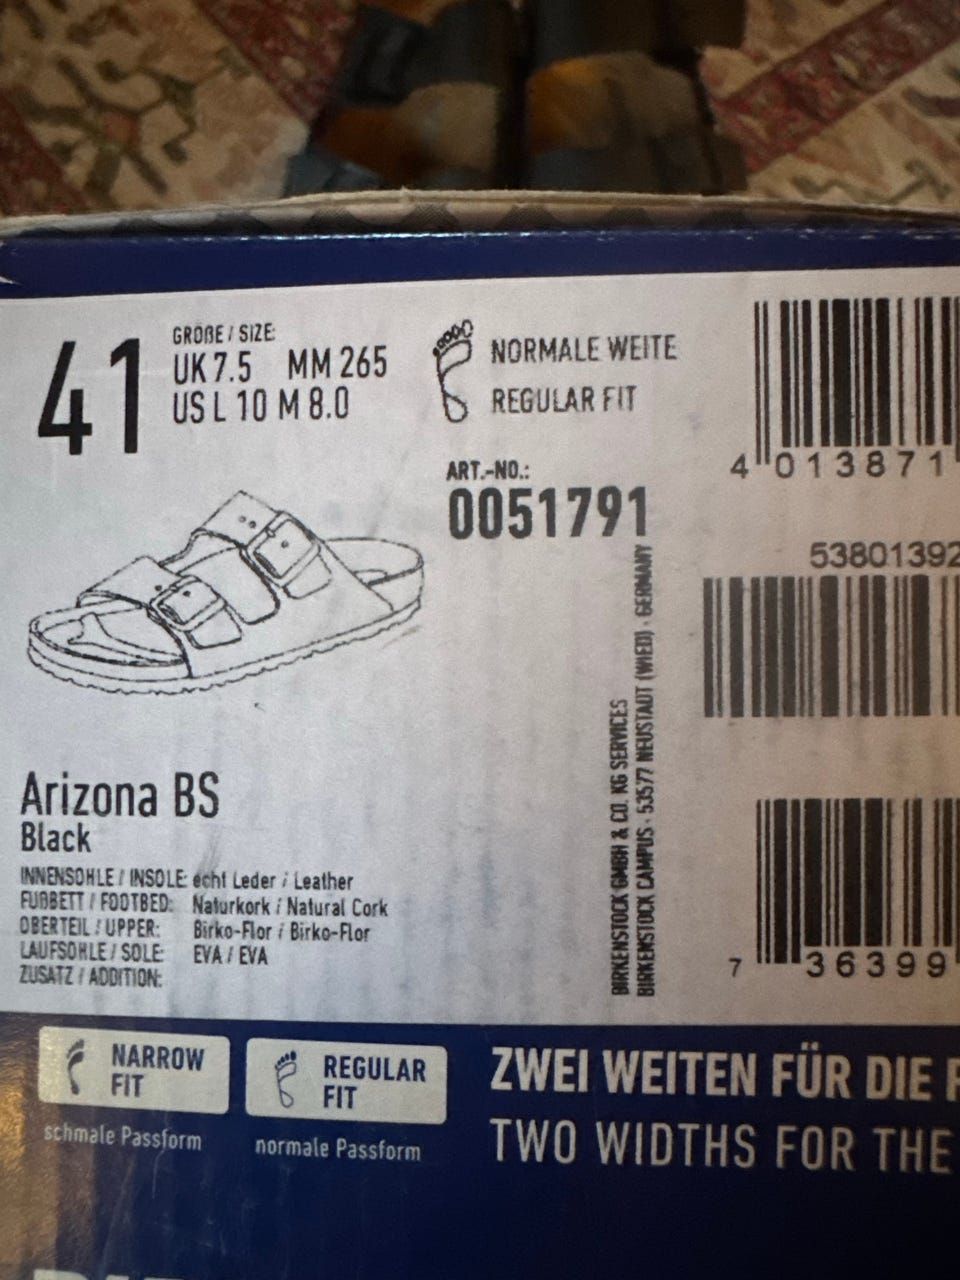 41
GRÖßE / SIZE:
UK 7.5 MM 265
US L 10 M 8.0
NORMALE WEITE
REGULAR FIT
ART.-NO.:
0051791
4 013871
53801392
Arizona BS
Black
INNENSOHLE / INSOLE: echt Leder / Leather
FUßBETT / FOOTBED: Naturkork / Natural Cork
OBERTEIL / UPPER: Birko-Flor / Birko-Flor
LAUFSOHLE / SOLE: EVA / EVA
ZUSATZ / ADDITION:
BIRKENSTOCK GMBH & CO. KG SERVICES
BIRKENSTOCK CAMPUS · 53577 NEUSTADT (WIED) · GERMANY
7 36399
NARROW
FIT
schmale Passform
REGULAR
FIT
normale Passform
ZWEI WEITEN FÜR DIE
TWO WIDTHS FOR THE